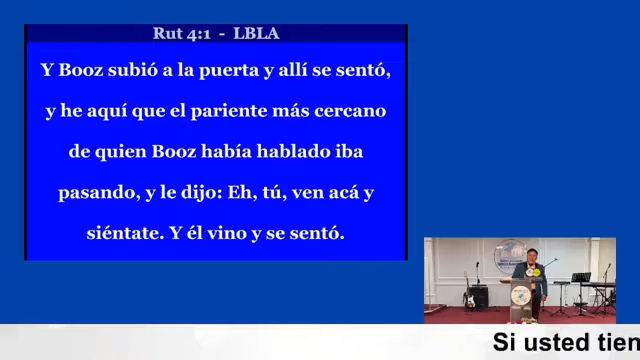 Rut 4:1 - LBLA
Y Booz subió a la puerta y allí se sentó,
y he aquí que el pariente más cercano
de quien Booz había hablado iba
pasando, y le dijo: Eh, tú, ven acá y
siéntate. Y él vino y se sentó.
Si usted tien